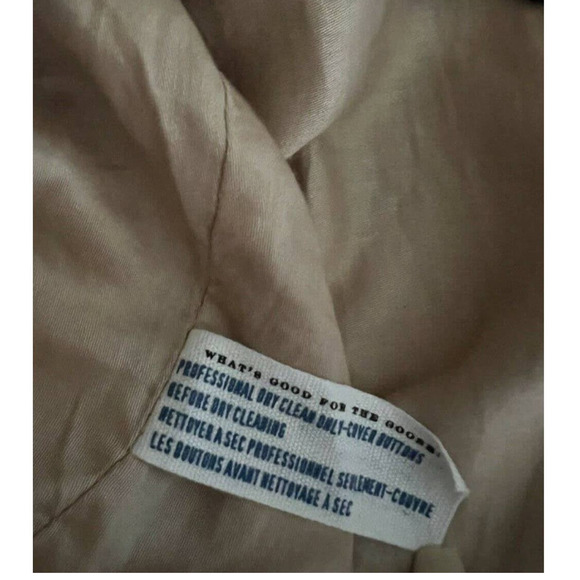 WHAT'S GOOD FOR THE GOOSE.
PROFESSIONAL DRY CLEAN ONLY-COVER BUTTONS
BEFORE DRY CLEANING
NETTOYER A SEC PROFESSIONNEL SEULEMENT-COUVRE
LES BOUTONS AVANT NETTOYAGE À SEC